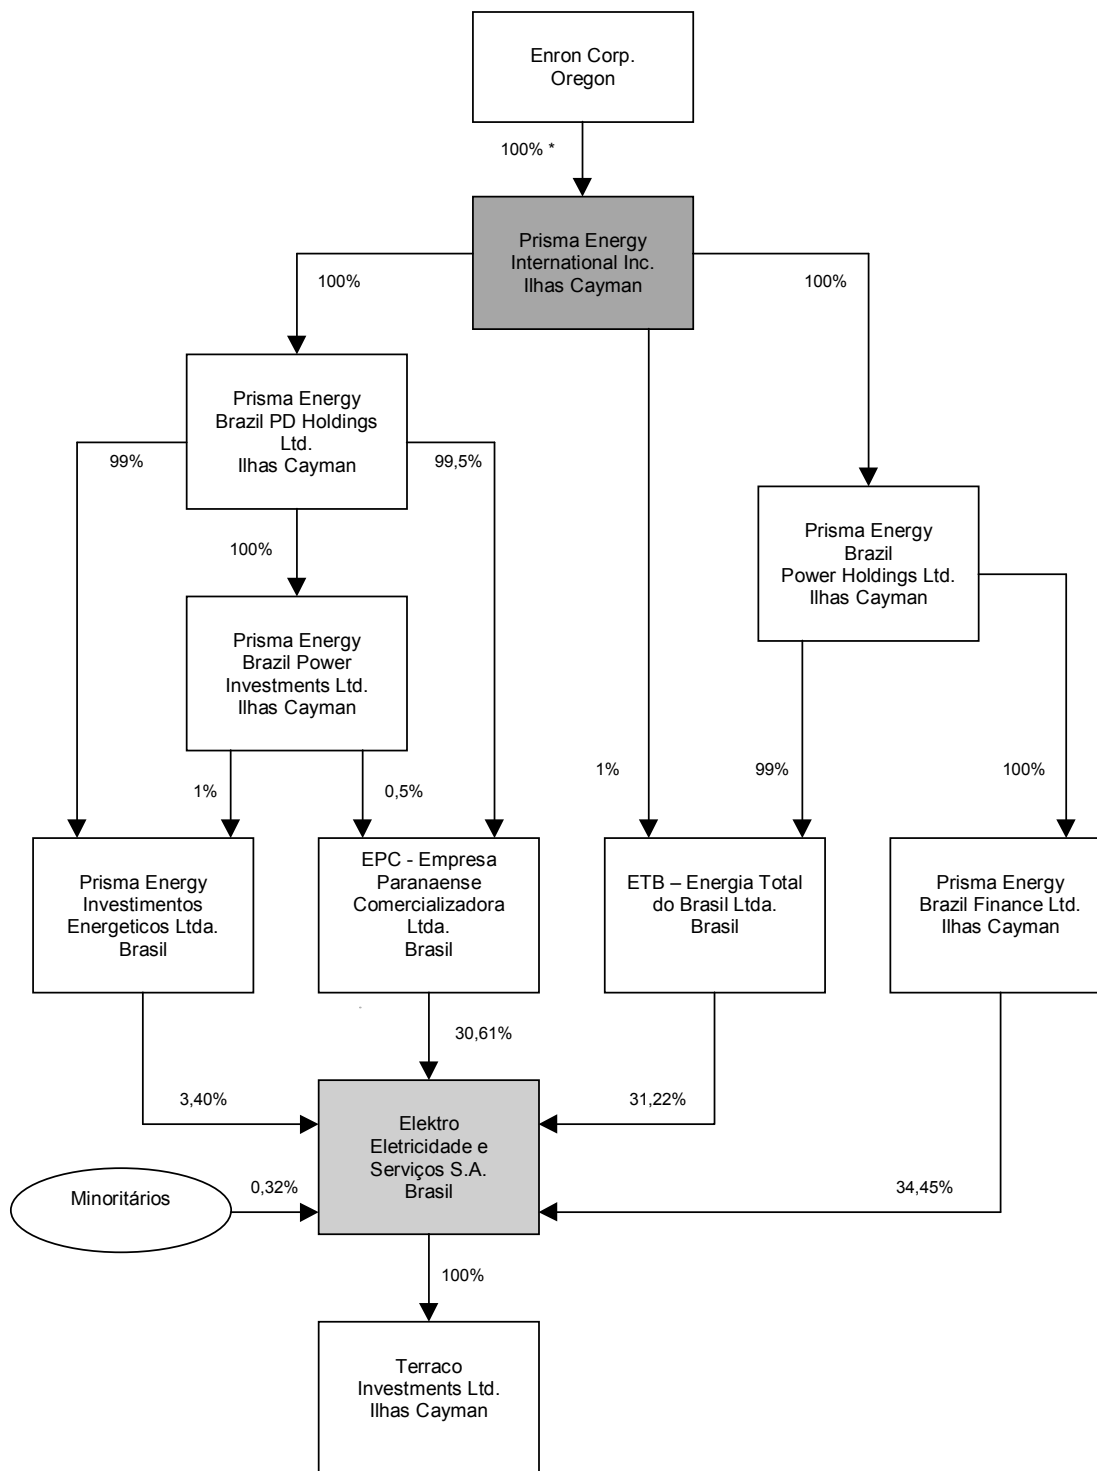 Enron Corp.
Oregon
100% *
Prisma Energy
International Inc.
Ilhas Cayman
100%
100%
Prisma Energy
Brazil PD Holdings
Ltd.
Ilhas Cayman
99%
99,5%
Prisma Energy
Brazil
Power Holdings Ltd.
Ilhas Cayman
100%
Prisma Energy
Brazil Power
Investments Ltd.
Ilhas Cayman
1%
0,5%
1%
99%
100%
Prisma Energy
Investimentos
Energeticos Ltda.
Brasil
EPC - Empresa
Paranaense
Comercializadora
Ltda.
Brasil
ETB – Energia Total
do Brasil Ltda.
Brasil
Prisma Energy
Brazil Finance Ltd.
Ilhas Cayman
30,61%
3,40%
31,22%
Elektro
Eletricidade e
Serviços S.A.
Brasil
Minoritários
0,32%
34,45%
100%
Terraco
Investments Ltd.
Ilhas Cayman